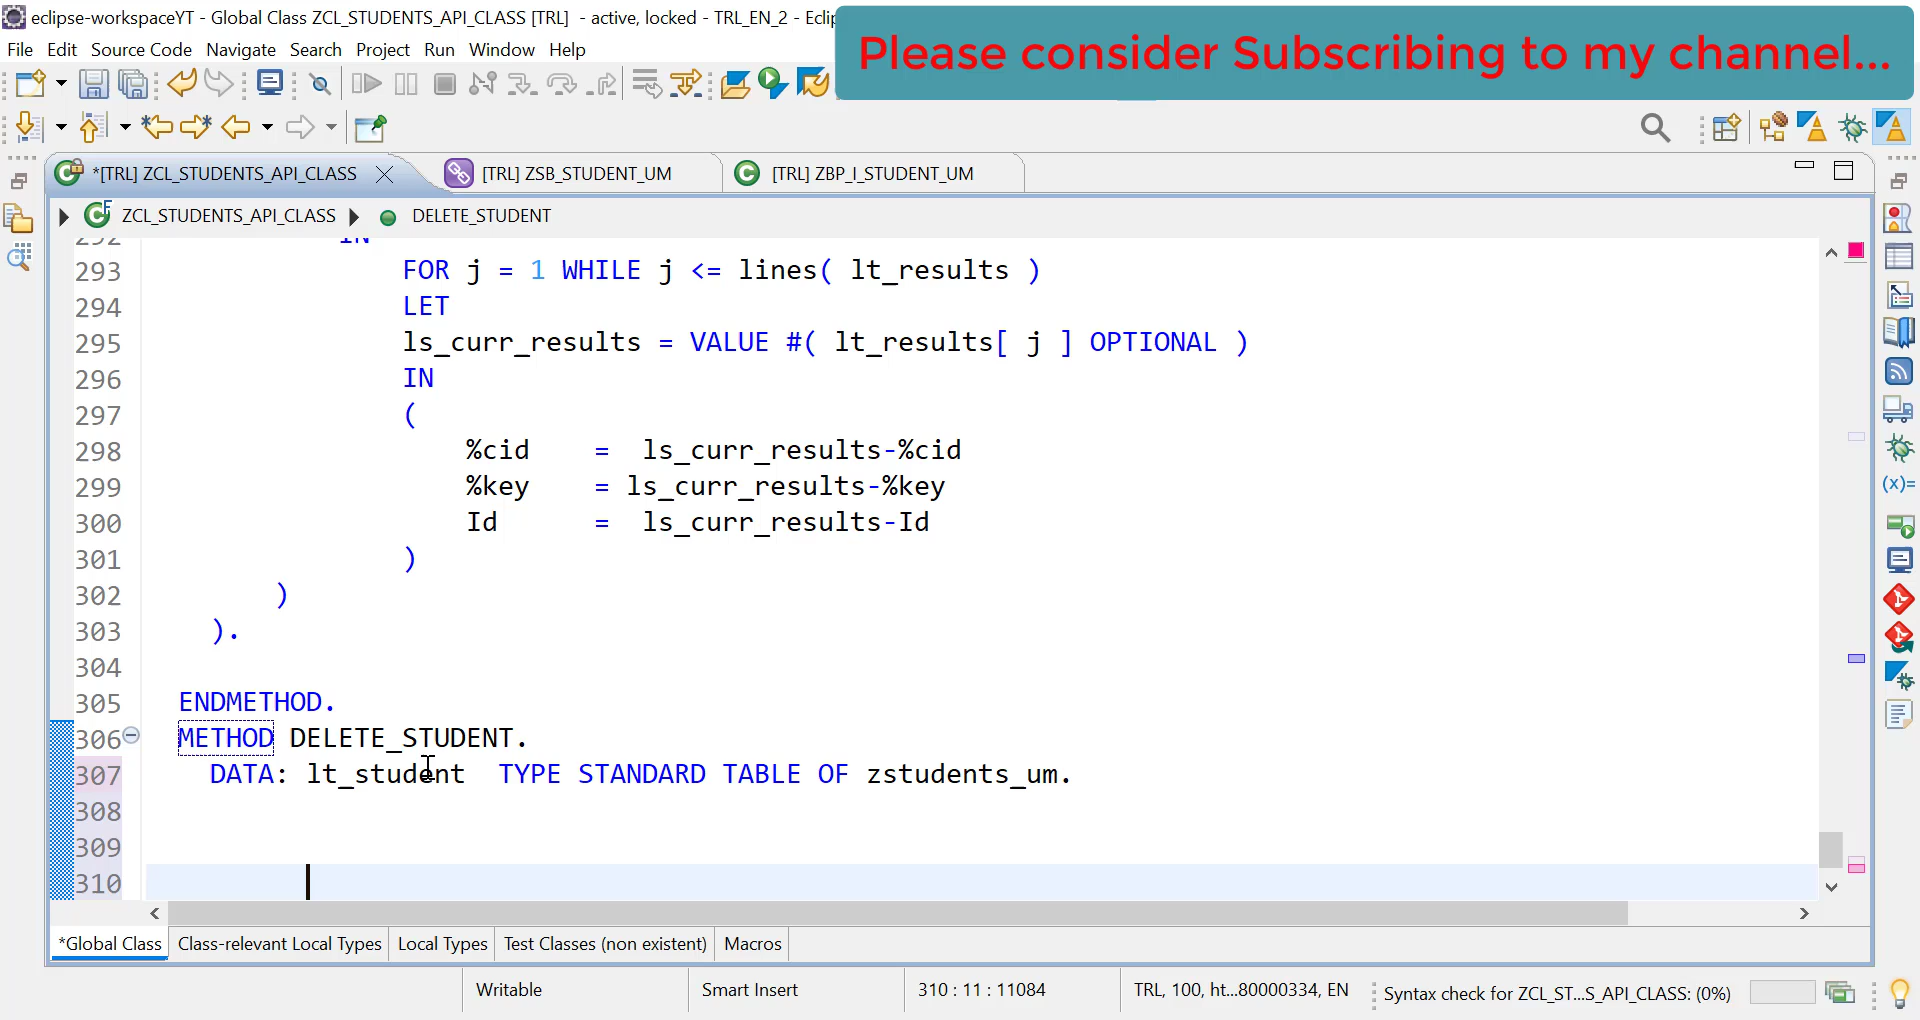 eclipse-workspaceYT - Global Class ZCL_STUDENTS_API_CLASS [TRL] - active, locked - TRL_EN_2 - Eclip
Please consider Subscribing to my channel...
File Edit Source Code Navigate Search Project Run Window Help
*[TRL] ZCL_STUDENTS_API_CLASS
[TRL] ZSB_STUDENT_UM
[TRL] ZBP_I_STUDENT_UM
ZCL_STUDENTS_API_CLASS DELETE_STUDENT
292 IN
293 FOR j = 1 WHILE j <= lines( lt_results )
294 LET
295 ls_curr_results = VALUE #( lt_results[ j ] OPTIONAL )
296 IN
297 (
298 %cid = ls_curr_results-%cid
299 %key = ls_curr_results-%key
300 Id = ls_curr_results-Id
301 )
302 )
303 ).
304
305 ENDMETHOD.
306 METHOD DELETE_STUDENT.
307 DATA: lt_student TYPE STANDARD TABLE OF zstudents_um.
308
309
310
*Global Class Class-relevant Local Types Local Types Test Classes (non existent) Macros
Writable Smart Insert 310 : 11 : 11084 TRL, 100, ht...80000334, EN Syntax check for ZCL_ST...S_API_CLASS: (0%)
(x)=